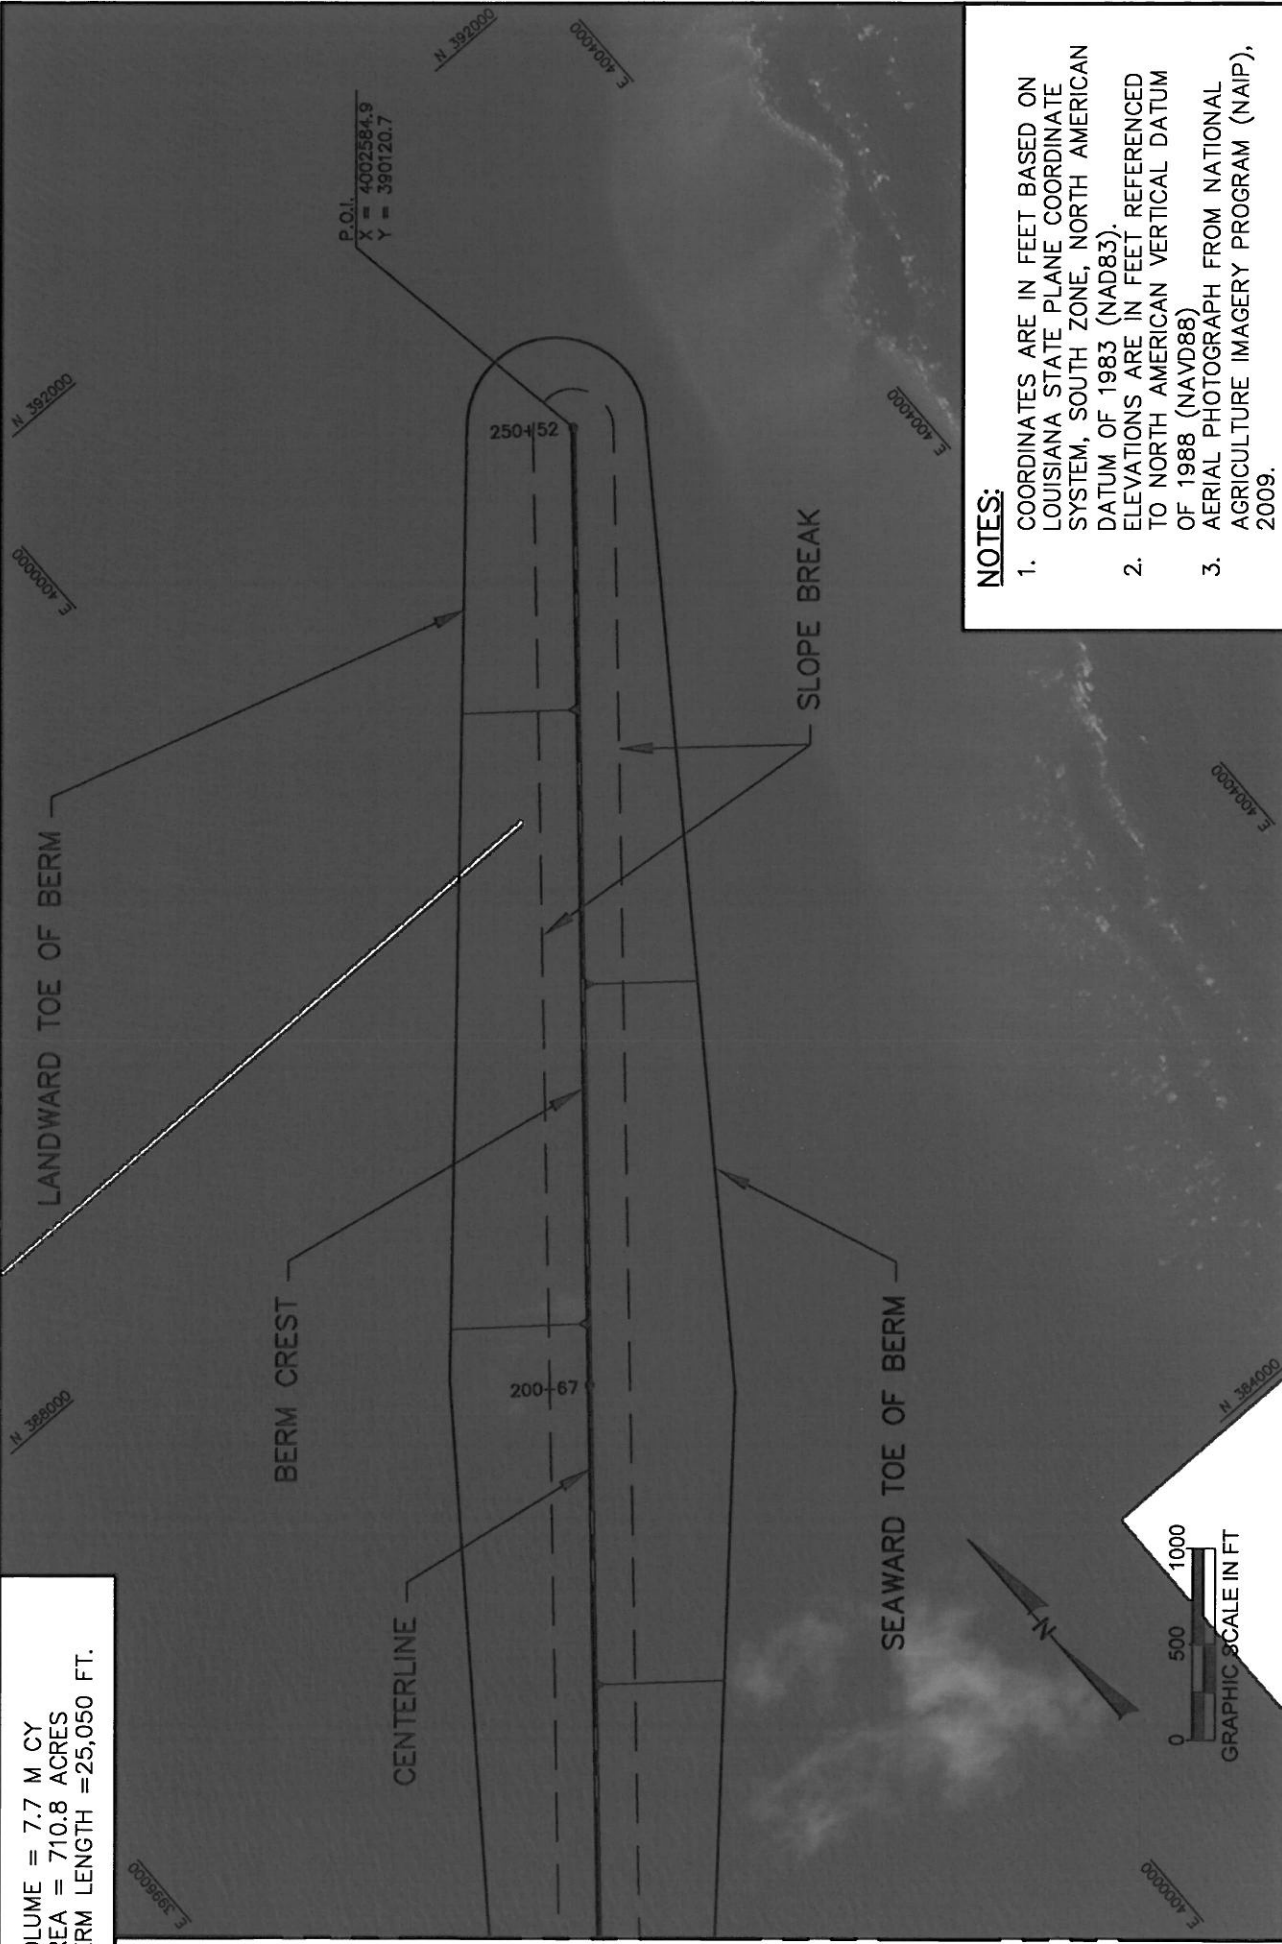 OLUME = 7.7 M CY
REA = 710.8 ACRES
ERM LENGTH =25,050 FT.
LANDWARD TOE OF BERM
P.O.I.
X = 4002584.9
Y = 390120.7
BERM CREST
CENTERLINE
200+67
250+52
SLOPE BREAK
SEAWARD TOE OF BERM
N 388000
N 392000
N 392000
N 384000
E 3996000
E 4000000
E 4004000
E 4000000
E 4004000
E 4004000
N
0 500 1000
GRAPHIC SCALE IN FT
NOTES:
1. COORDINATES ARE IN FEET BASED ON
LOUISIANA STATE PLANE COORDINATE
SYSTEM, SOUTH ZONE, NORTH AMERICAN
DATUM OF 1983 (NAD83).
2. ELEVATIONS ARE IN FEET REFERENCED
TO NORTH AMERICAN VERTICAL DATUM
OF 1988 (NAVD88)
3. AERIAL PHOTOGRAPH FROM NATIONAL
AGRICULTURE IMAGERY PROGRAM (NAIP),
2009.